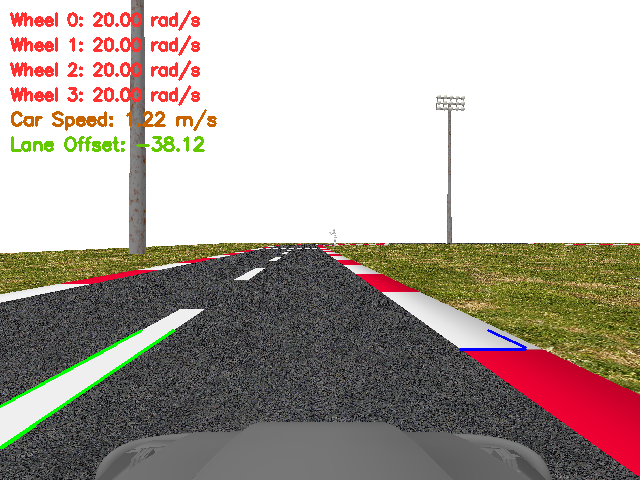 Wheel 0: 20.00 rad/s
Wheel 1: 20.00 rad/s
Wheel 2: 20.00 rad/s
Wheel 3: 20.00 rad/s
Car Speed: 1.22 m/s
Lane Offset: -38.12